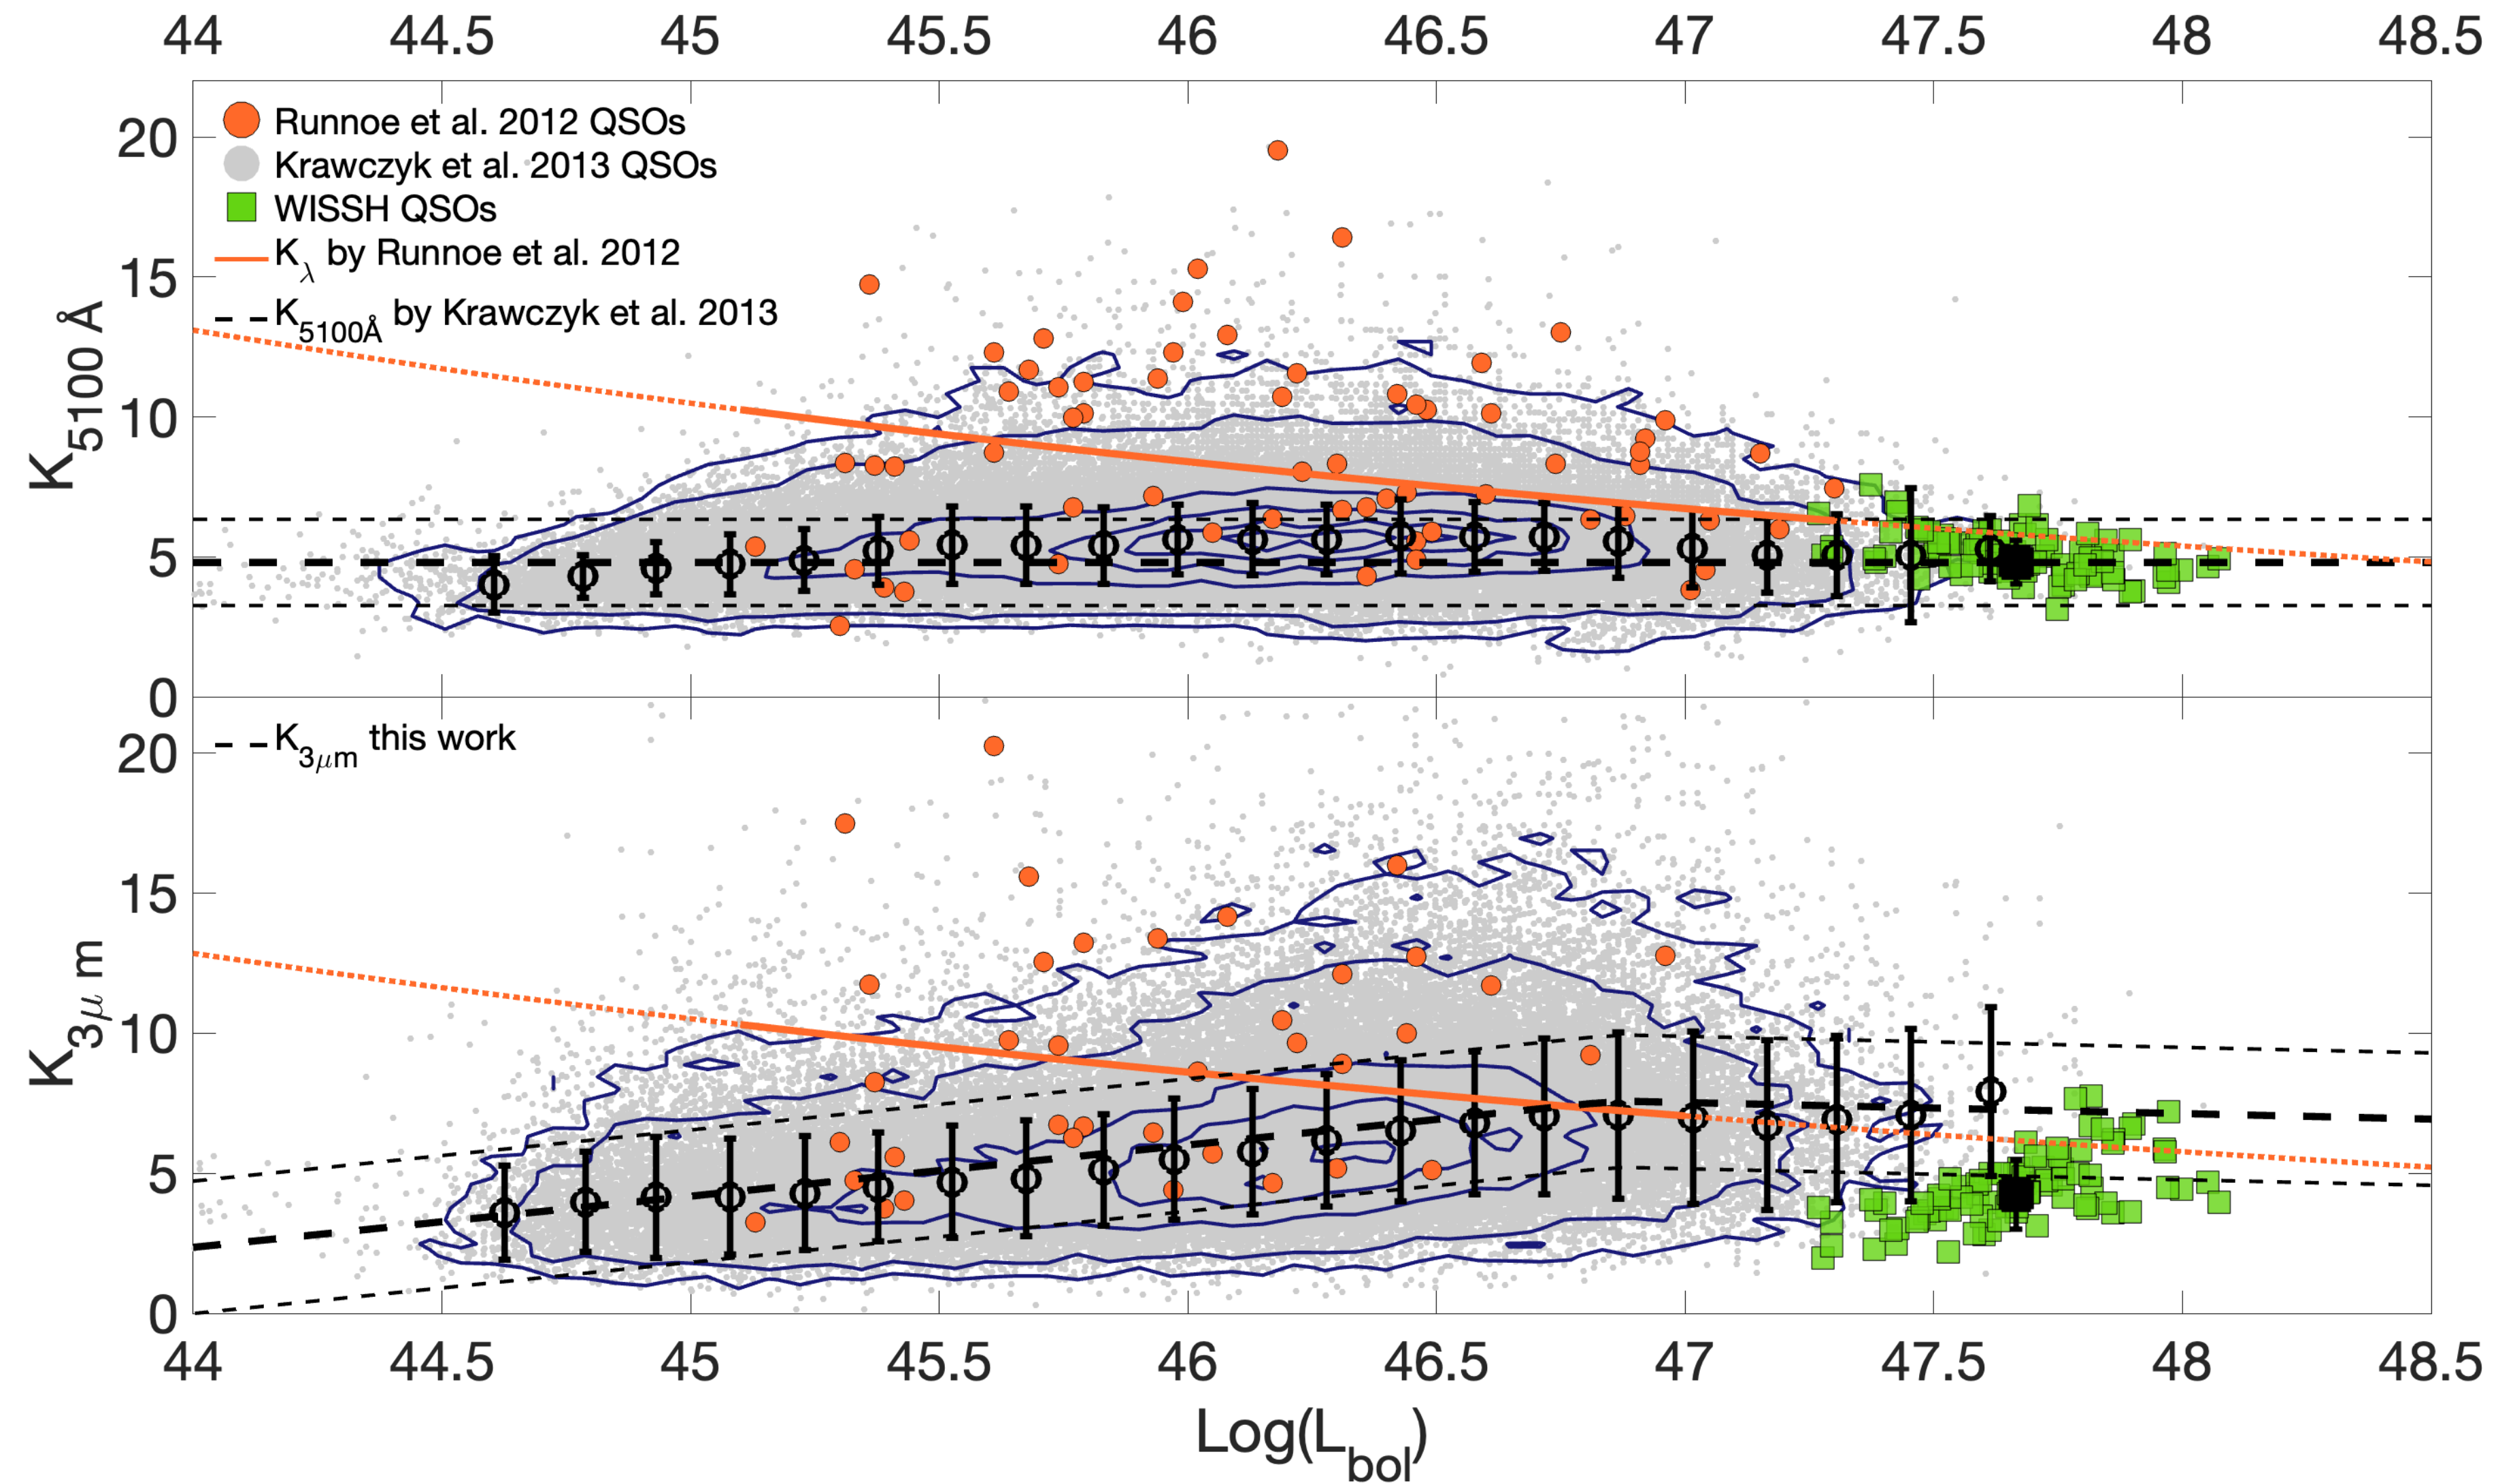 44 44.5 45 45.5 46 46.5 47 47.5 48 48.5
20
15
10
5
0
K5100 Å
Runnoe et al. 2012 QSOs
Krawczyk et al. 2013 QSOs
WISSH QSOs
Kλ by Runnoe et al. 2012
K5100Å by Krawczyk et al. 2013
20
15
10
5
0
K3μ m
K3μm this work
44 44.5 45 45.5 46 46.5 47 47.5 48 48.5
Log(Lbol)